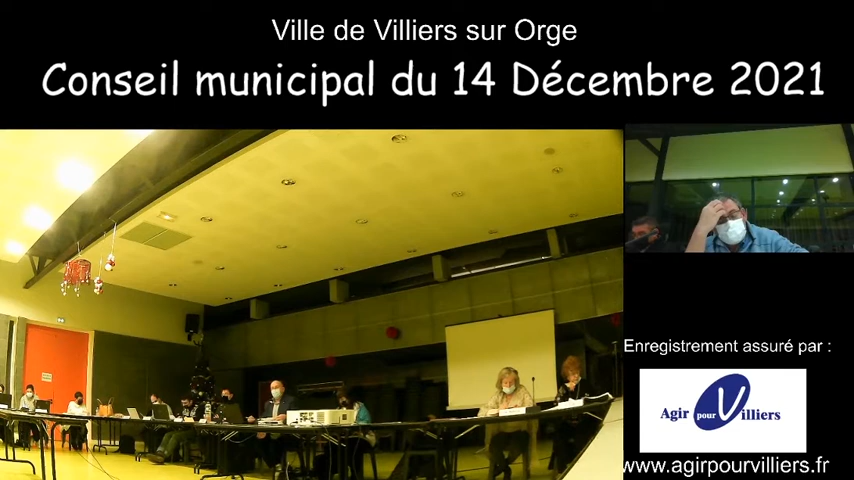 Ville de Villiers sur Orge
Conseil municipal du 14 Décembre 2021
Enregistrement assuré par :
Agir pour Villiers
www.agirpourvilliers.fr